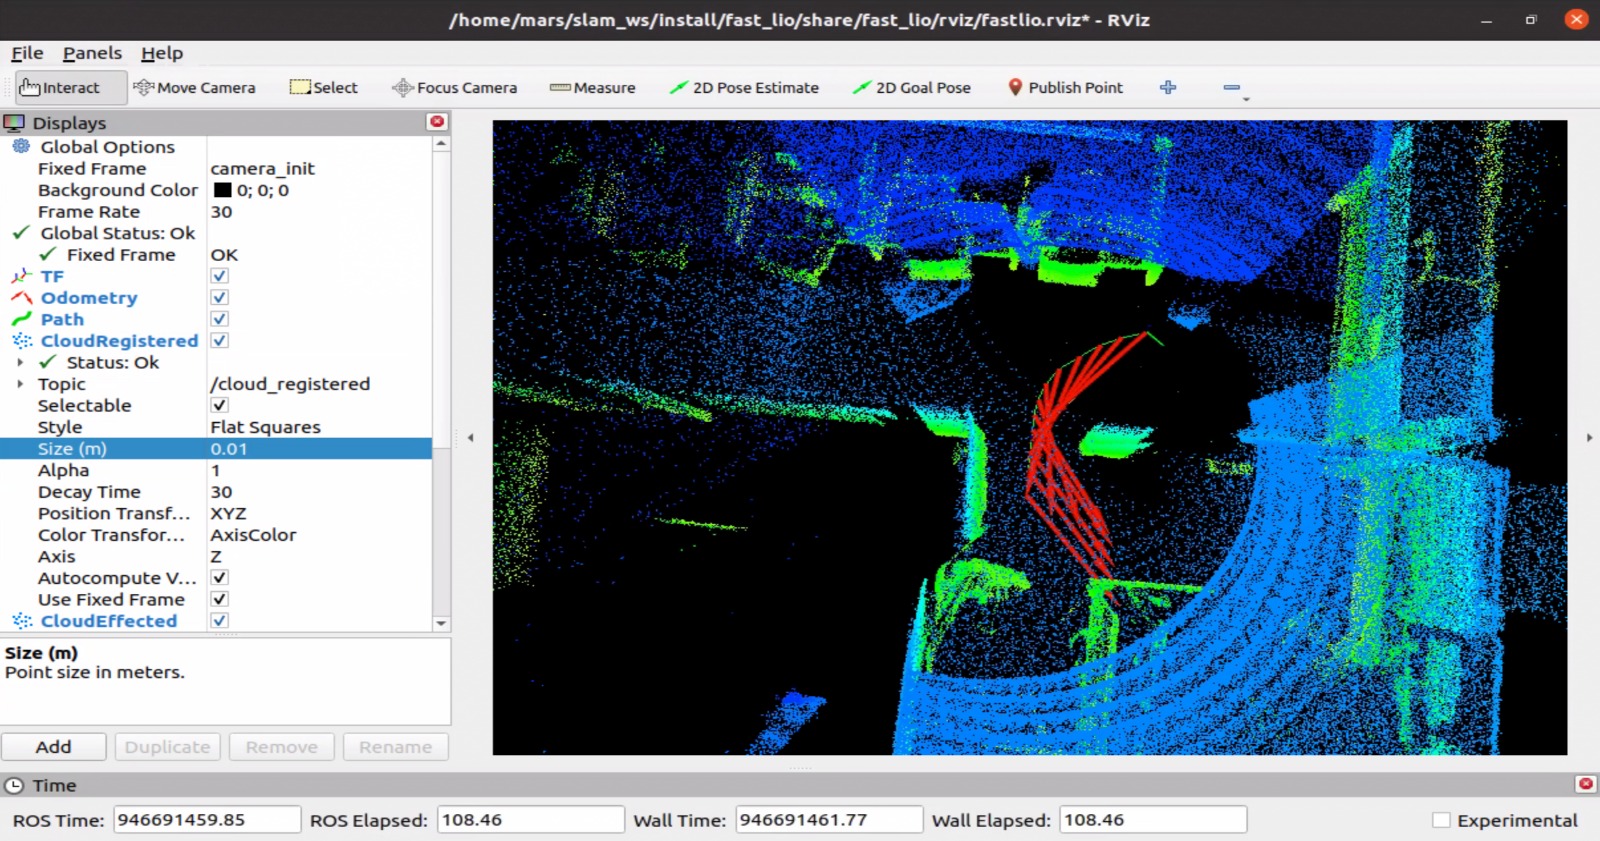 /home/mars/slam_ws/install/fast_lio/share/fast_lio/rviz/fastlio.rviz* - RViz
File Panels Help
Interact Move Camera Select Focus Camera Measure 2D Pose Estimate 2D Goal Pose Publish Point
Displays
Global Options
Fixed Frame camera_init
Background Color 0; 0; 0
Frame Rate 30
Global Status: Ok
Fixed Frame OK
TF
Odometry
Path
CloudRegistered
Status: Ok
Topic /cloud_registered
Selectable
Style Flat Squares
Size (m) 0.01
Alpha 1
Decay Time 30
Position Transf... XYZ
Color Transfor... AxisColor
Axis Z
Autocompute V...
Use Fixed Frame
CloudEffected
Size (m)
Point size in meters.
Add Duplicate Remove Rename
Time
ROS Time: 946691459.85 ROS Elapsed: 108.46 Wall Time: 946691461.77 Wall Elapsed: 108.46 Experimental